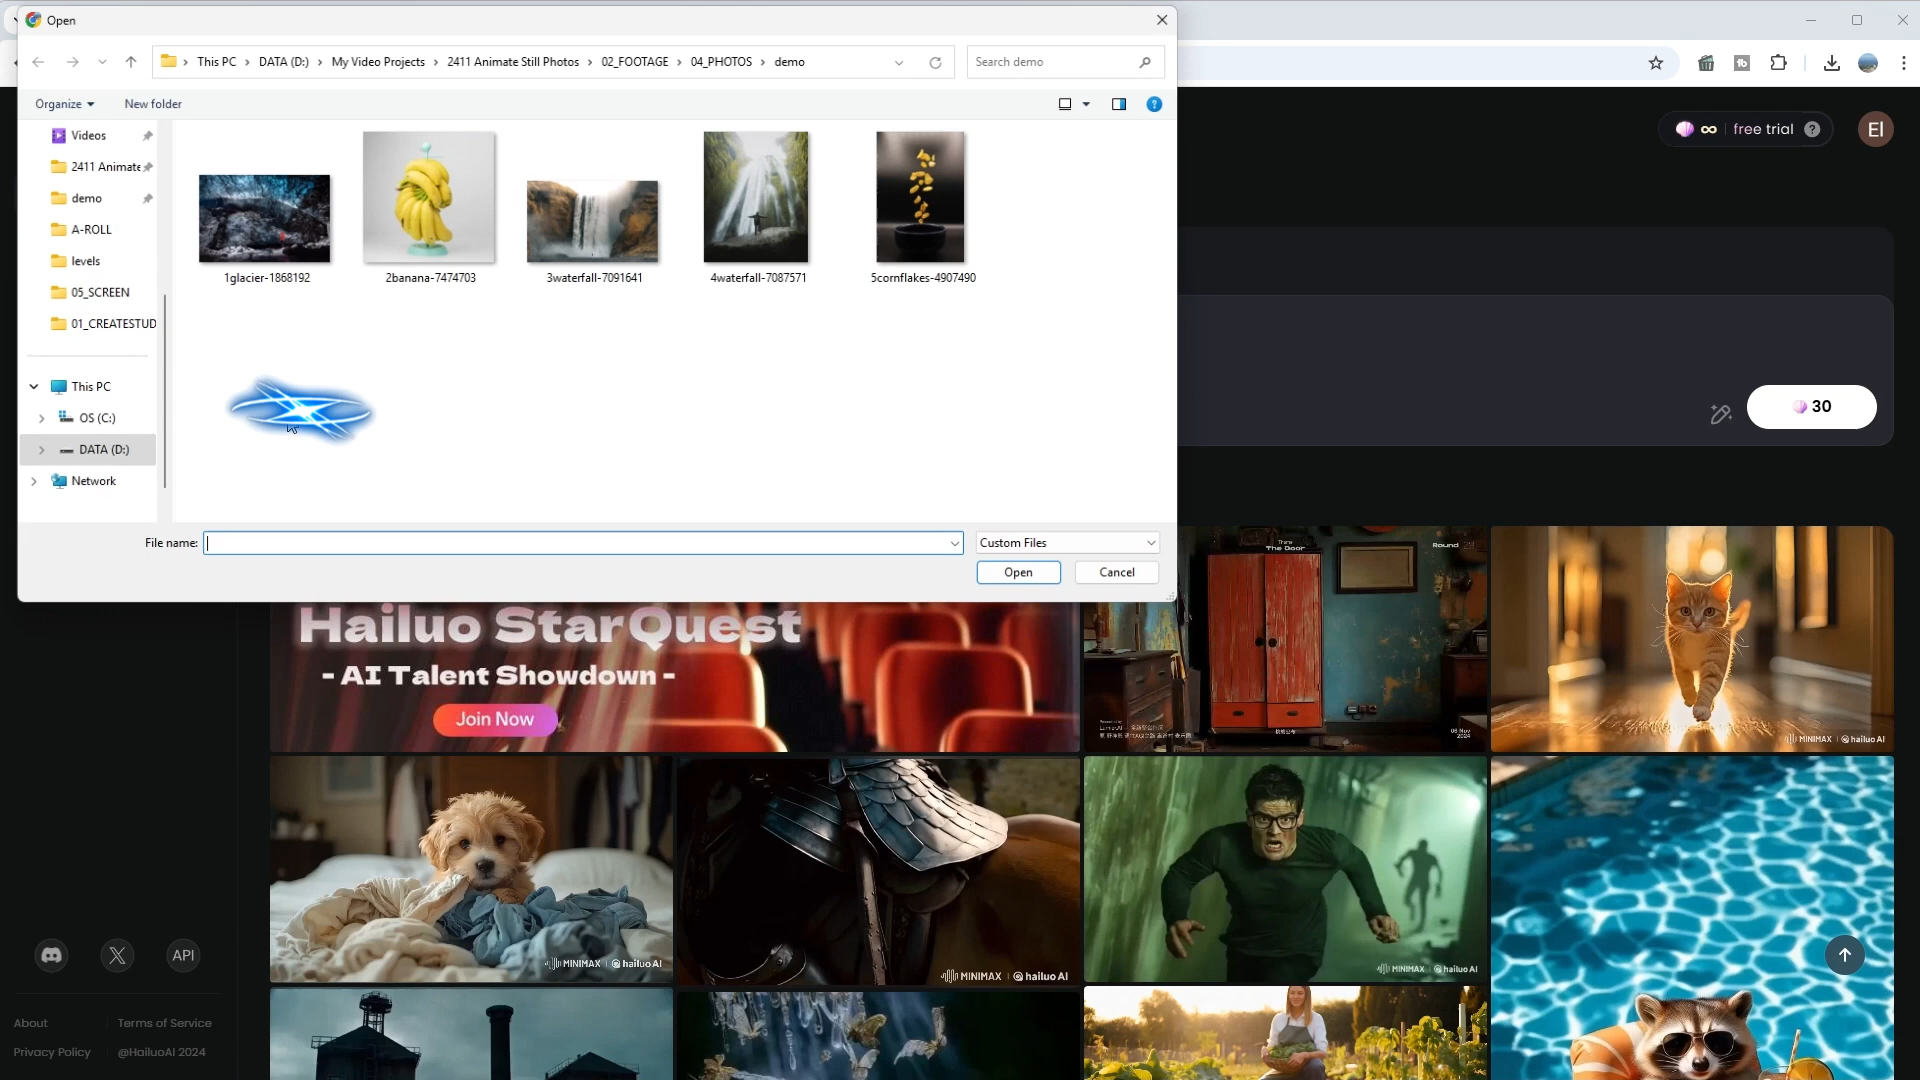 Open
This PC
DATA (D:)
My Video Projects
2411 Animate Still Photos
02_FOOTAGE
04_PHOTOS
demo
Search demo
Organize
New folder
Videos
2411 Animate
demo
A-ROLL
levels
05_SCREEN
01_CREATESTUD
This PC
OS (C:)
DATA (D:)
Network
1glacier-1868192
2banana-7474703
3waterfall-7091641
4waterfall-7087571
5cornflakes-4907490
File name:
Custom Files
Open
Cancel
free trial
El
30
Hailuo StarQuest
- AI Talent Showdown -
Join Now
The Door
Round
MINIMAX | hailuo AI
MINIMAX | hailuo AI
MINIMAX | hailuo AI
MINIMAX | hailuo AI
API
About
Terms of Service
Privacy Policy
@HailuoAI 2024